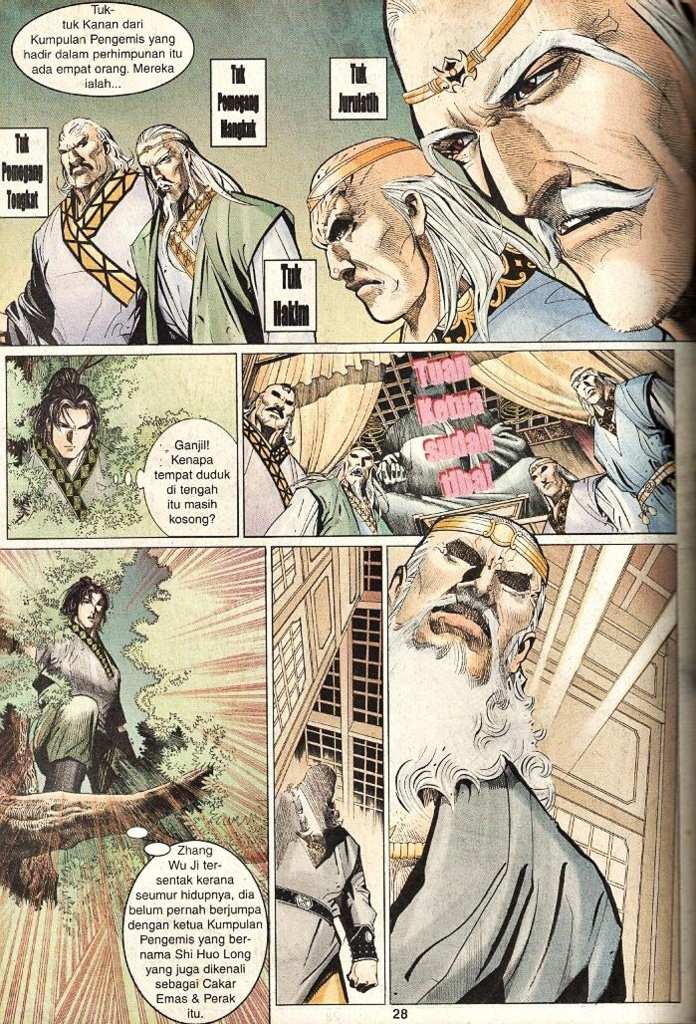 Tuk-
tuk Kanan dari
Kumpulan Pengemis yang
hadir dalam perhimpunan itu
ada empat orang. Mereka
ialah...
Tuk
Pemegang
Tongkat
Tuk
Pemegang
Mangkuk
Tuk
Jurulatih
Tuk
Hakim
Ganjil!
Kenapa
tempat duduk
di tengah
itu masih
kosong?
Tuan
Ketua
sudah
tiba!
Zhang
Wu Ji ter-
sentak kerana
seumur hidupnya, dia
belum pernah berjumpa
dengan ketua Kumpulan
Pengemis yang ber-
nama Shi Huo Long
yang juga dikenali
sebagai Cakar
Emas & Perak
itu.
28